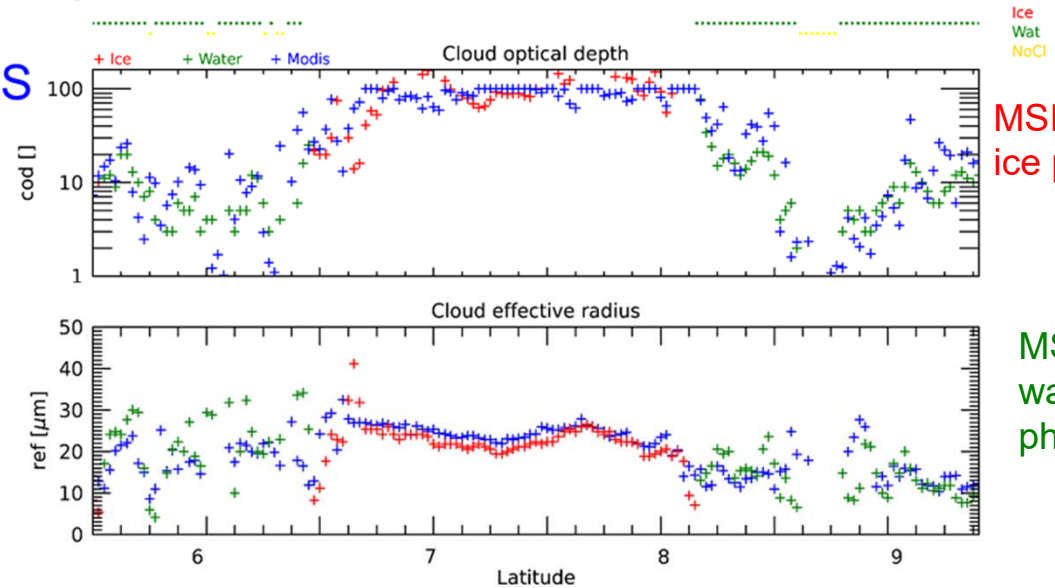 Ice
Wat
NoCl
+ Ice + Water + Modis
Cloud optical depth
S
100
10
1
cod []
MSI
ice p
Cloud effective radius
50
40
30
20
10
0
ref [μm]
MS
wa
ph
6 7 8 9
Latitude